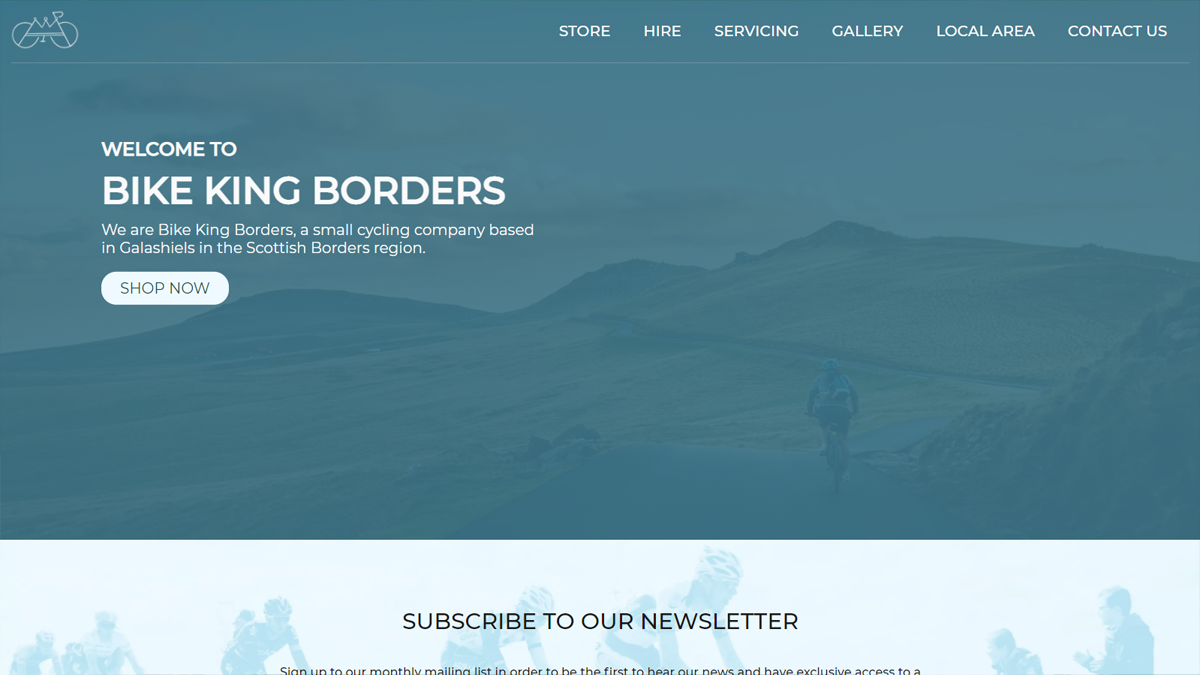 STORE HIRE SERVICING GALLERY LOCAL AREA CONTACT US
WELCOME TO
BIKE KING BORDERS
We are Bike King Borders, a small cycling company based
in Galashiels in the Scottish Borders region.
SHOP NOW
SUBSCRIBE TO OUR NEWSLETTER
Sign up to our monthly mailing list in order to be the first to hear our news and have exclusive access to a